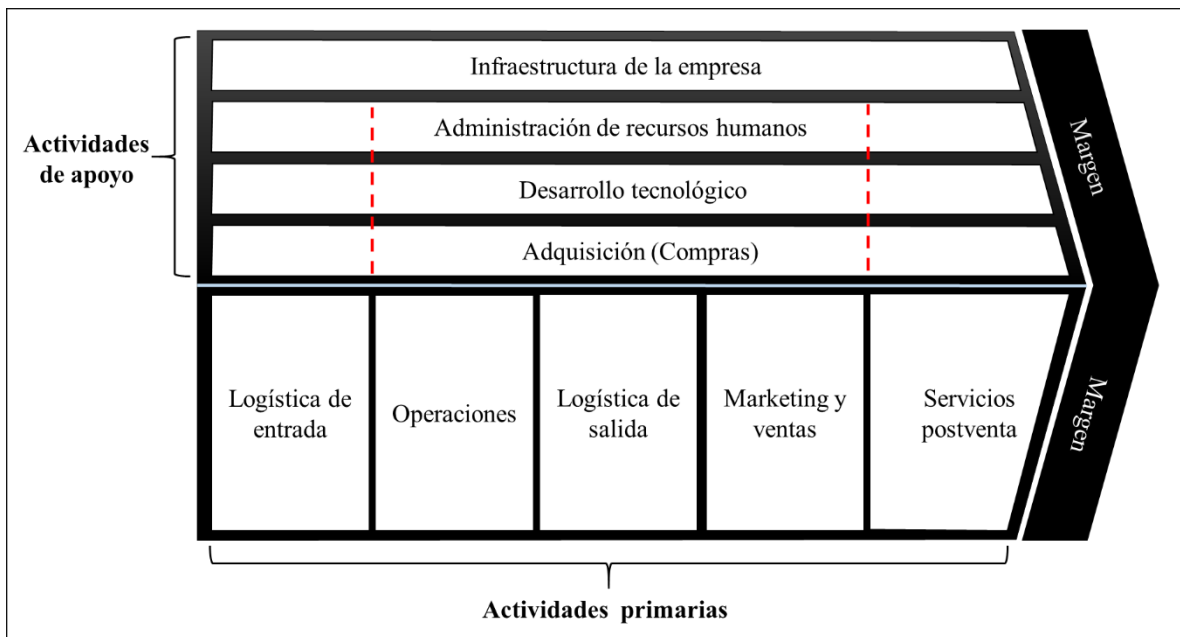 Infraestructura de la empresa
Administración de recursos humanos
Actividades
de apoyo
Desarrollo tecnológico
Adquisición (Compras)
Margen
Logística de
entrada
Operaciones
Logística de
salida
Marketing y
ventas
Servicios
postventa
Margen
Actividades primarias